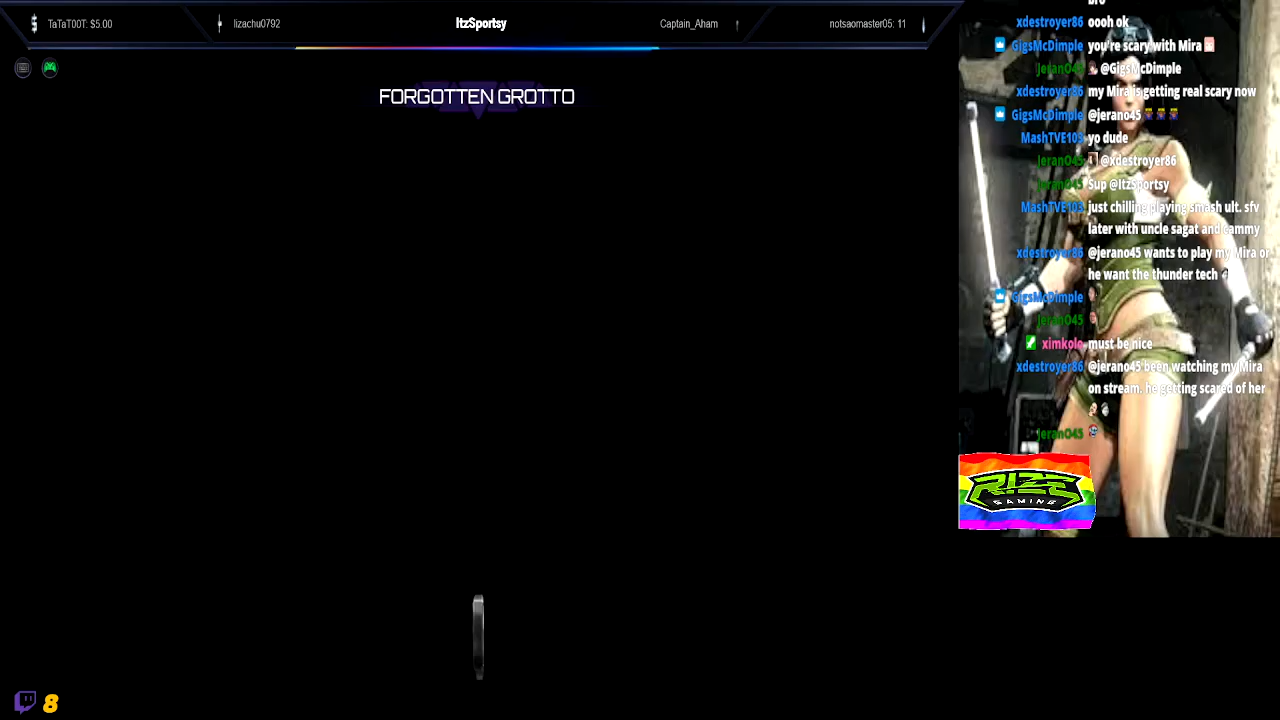 TaTaT00T: $5.00
lizachu0792
ItzSportsy
Captain_Aham
notsaomaster05: 11
FORGOTTEN GROTTO
bro
xdestroyer86 oooh ok
GigsMcDimple you're scary with Mira
JeranO45 @GigsMcDimple
xdestroyer86 my Mira is getting real scary now
GigsMcDimple @jerano45
MashTVE103 yo dude
JeranO45 @xdestroyer86
JeranO45 Sup @ItzSportsy
MashTVE103 just chilling playing smash ult. sfv
later with uncle sagat and cammy
xdestroyer86 @jerano45 wants to play my Mira or
he want the thunder tech
GigsMcDimple
JeranO45
ximkolo must be nice
xdestroyer86 @jerano45 been watching my Mira
on stream. he getting scared of her
JeranO45
RIZE
GAMING
8